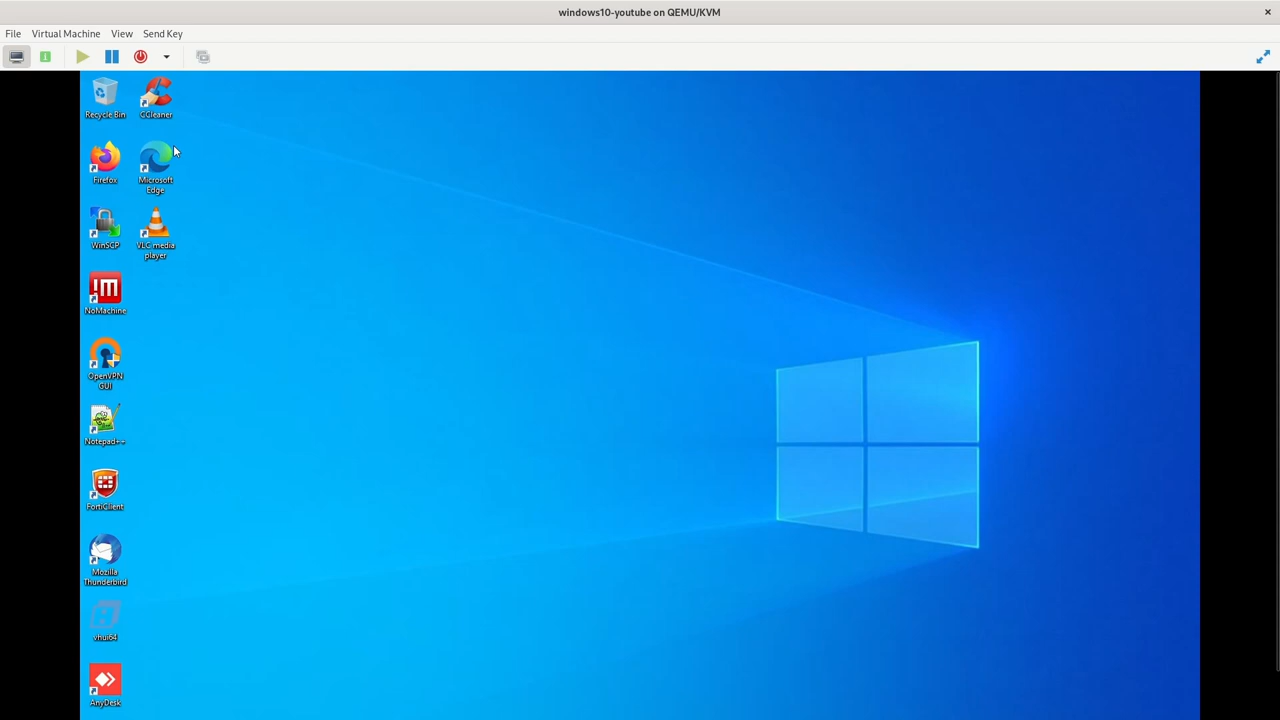 windows10-youtube on QEMU/KVM
File Virtual Machine View Send Key
Recycle Bin CCleaner
Firefox Microsoft
Edge
WinSCP VLC media
player
NoMachine
OpenVPN
GUI
Notepad++
FortiClient
Mozilla
Thunderbird
vhui64
AnyDesk